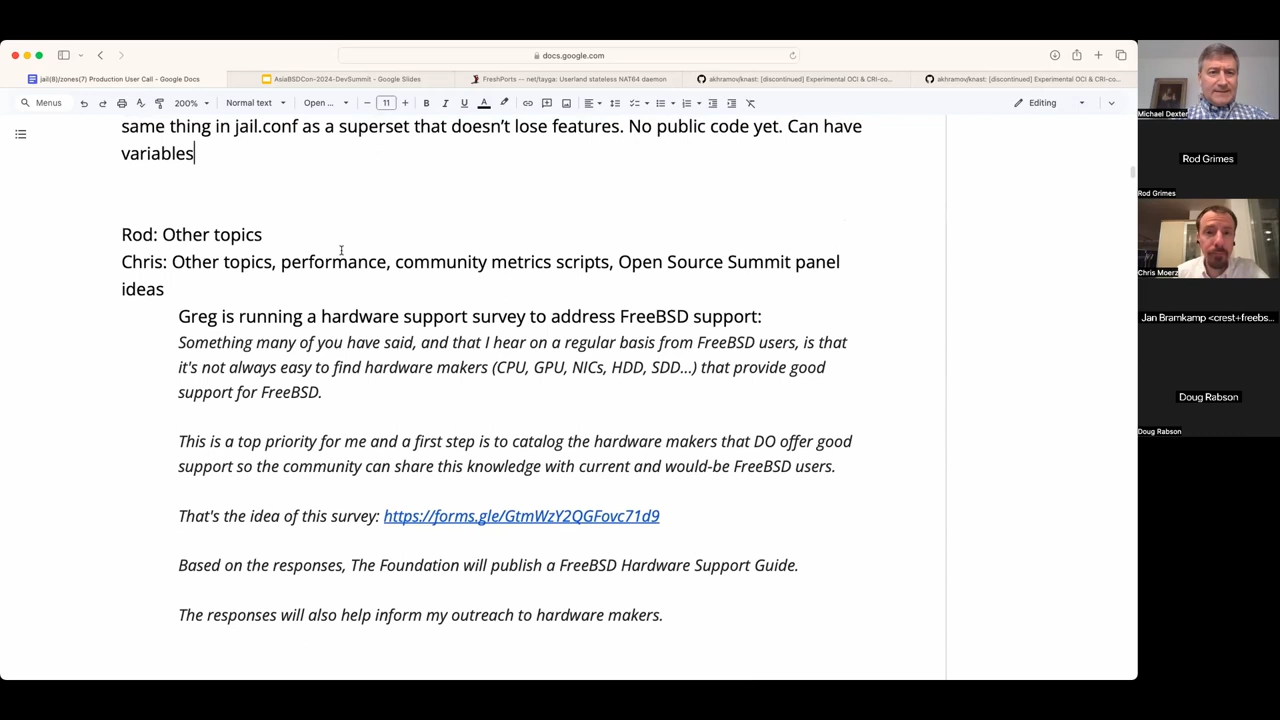 docs.google.com
jail(8)/zones(7) Production User Call - Google Docs
AsiaBSDCon-2024-DevSummit - Google Slides
FreshPorts -- net/tayga: Userland stateless NAT64 daemon
akhramov/knast: [discontinued] Experimental OCI & CRI-co...
akhramov/knast: [discontinued] Experimental OCI & CRI-co...
Menus
200%
Normal text
Open ...
11
Editing
same thing in jail.conf as a superset that doesn’t lose features. No public code yet. Can have
variables
Rod: Other topics
Chris: Other topics, performance, community metrics scripts, Open Source Summit panel
ideas
Greg is running a hardware support survey to address FreeBSD support:
Something many of you have said, and that I hear on a regular basis from FreeBSD users, is that
it's not always easy to find hardware makers (CPU, GPU, NICs, HDD, SDD...) that provide good
support for FreeBSD.
This is a top priority for me and a first step is to catalog the hardware makers that DO offer good
support so the community can share this knowledge with current and would-be FreeBSD users.
That's the idea of this survey: https://forms.gle/GtmWzY2QGFovc71d9
Based on the responses, The Foundation will publish a FreeBSD Hardware Support Guide.
The responses will also help inform my outreach to hardware makers.
Michael Dexter
Rod Grimes
Rod Grimes
Chris Moerz
Jan Bramkamp <crest+freebs...
Doug Rabson
Doug Rabson